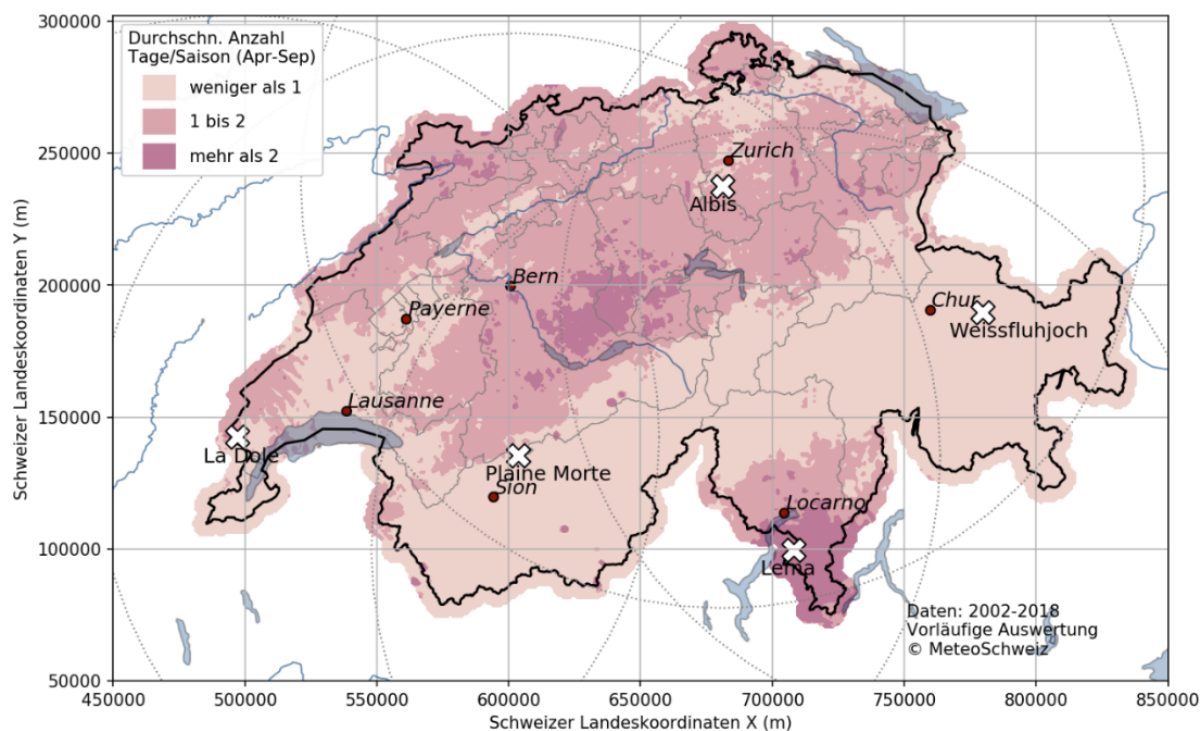 Durchschn. Anzahl
Tage/Saison (Apr-Sep)
weniger als 1
1 bis 2
mehr als 2
300000
250000
200000
150000
100000
50000
Schweizer Landeskoordinaten Y (m)
Zurich
Albis
Bern
Payerne
Chur
Weissfluhjoch
Lausanne
La Dole
Plaine Morte
Sion
Locarno
Lema
Daten: 2002-2018
Vorläufige Auswertung
© MeteoSchweiz
450000 500000 550000 600000 650000 700000 750000 800000 850000
Schweizer Landeskoordinaten X (m)